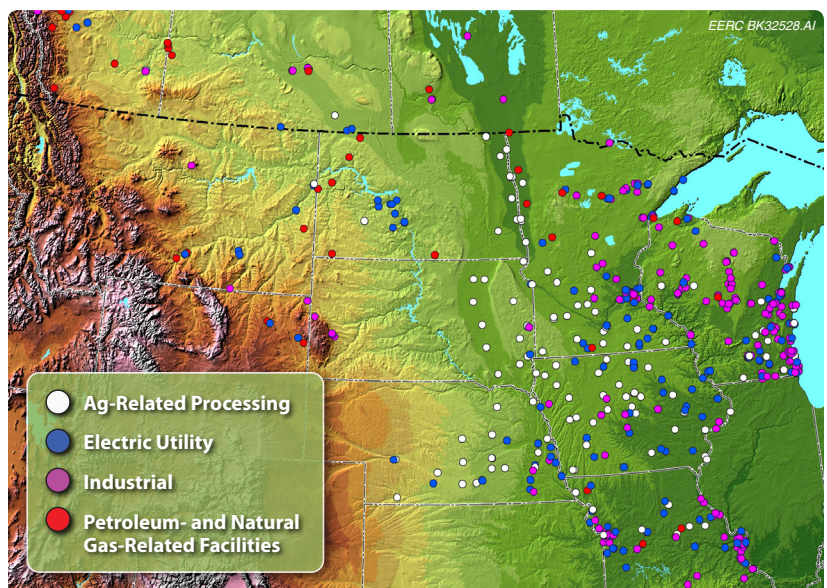 EERC BK32528.AI
Ag-Related Processing
Electric Utility
Industrial
Petroleum- and Natural
Gas-Related Facilities